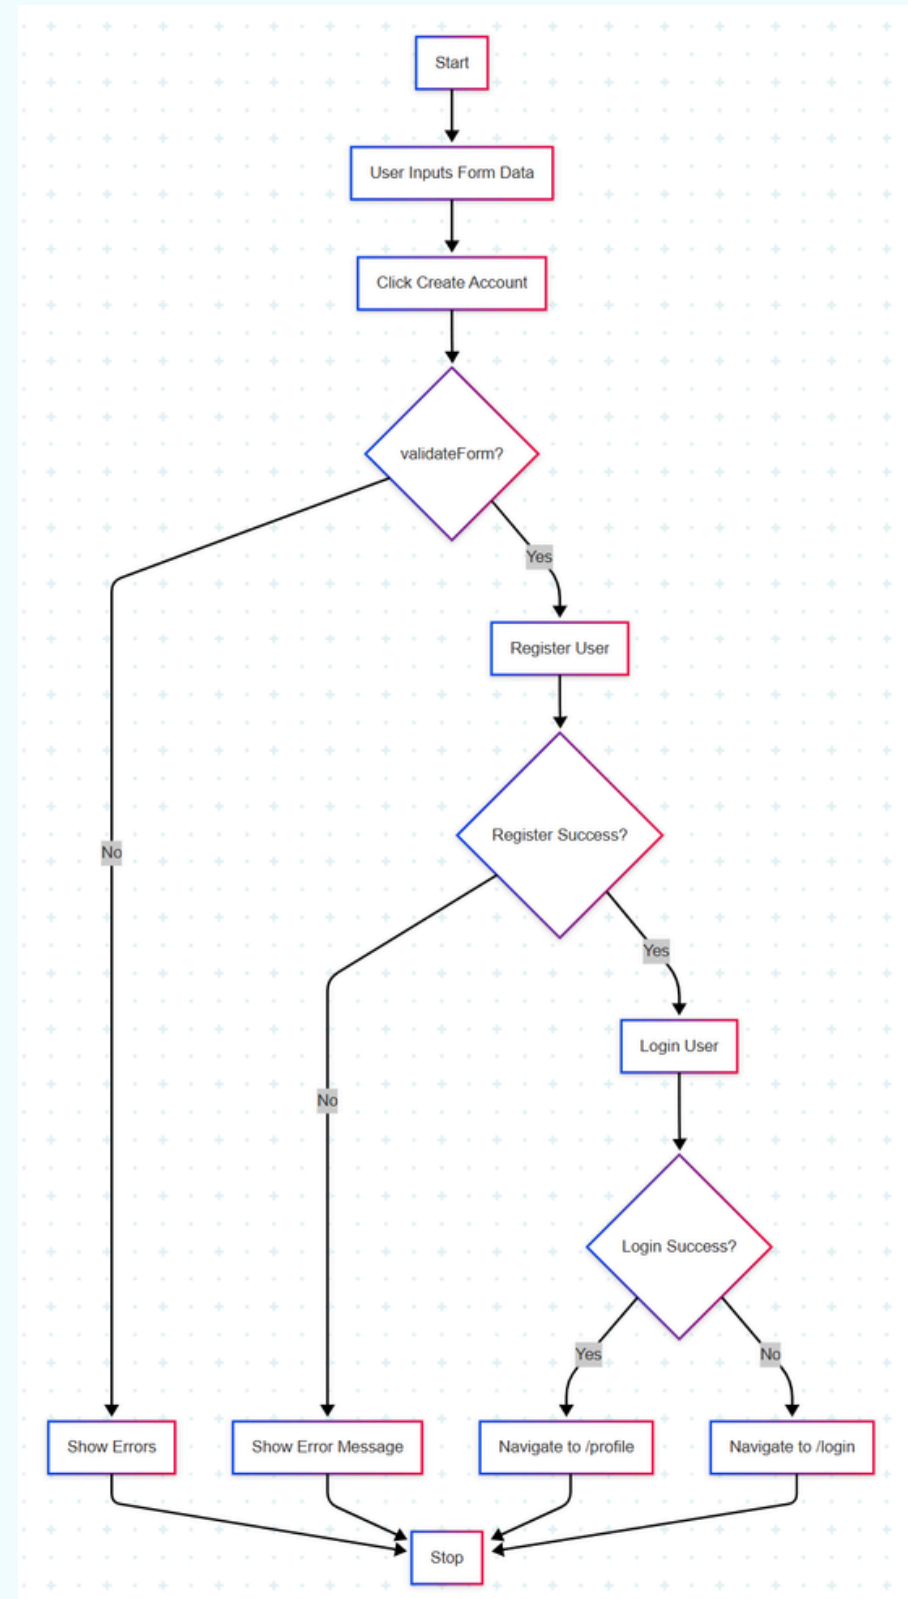 Start
User Inputs Form Data
Click Create Account
validateForm?
Yes
Register User
Register Success?
No
Yes
Login User
No
Login Success?
Yes
No
Show Errors
Show Error Message
Navigate to /profile
Navigate to /login
Stop